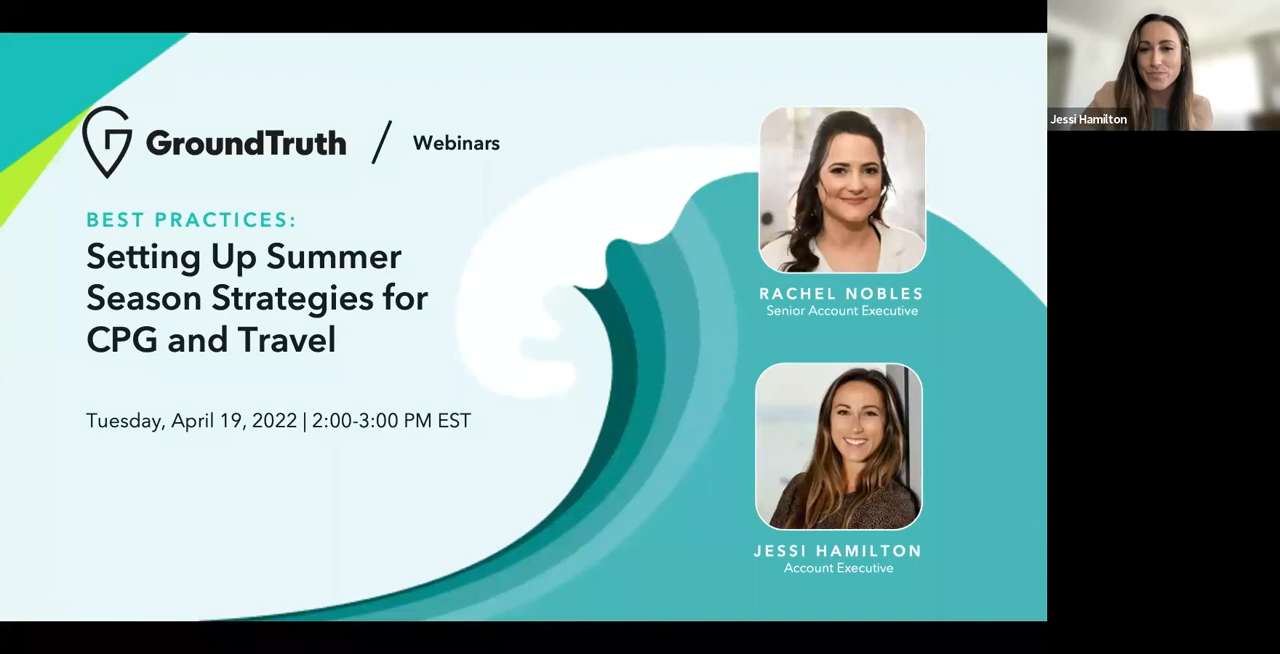 GroundTruth / Webinars
BEST PRACTICES:
Setting Up Summer
Season Strategies for
CPG and Travel
Tuesday, April 19, 2022 | 2:00-3:00 PM EST
RACHEL NOBLES
Senior Account Executive
JESSI HAMILTON
Account Executive
Jessi Hamilton